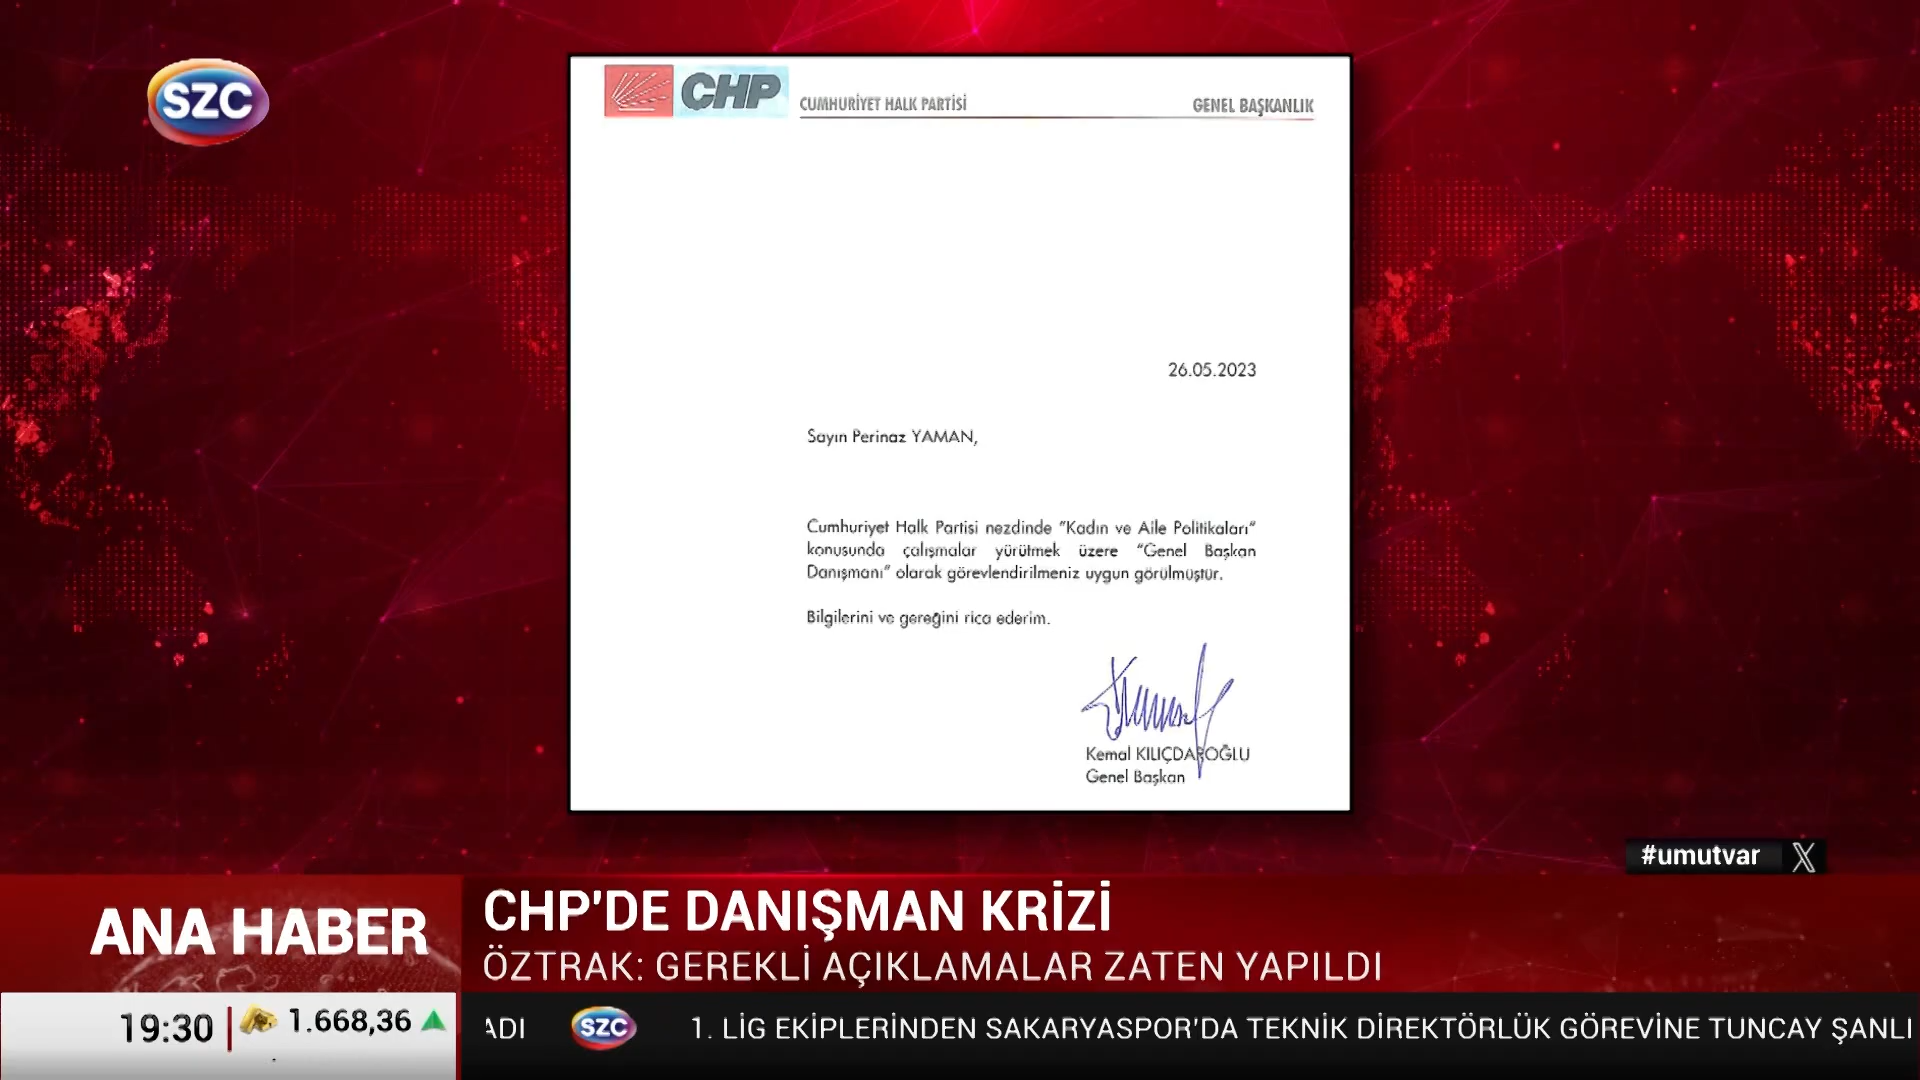 SZC
CHP
CUMHURİYET HALK PARTİSİ
GENEL BAŞKANLIK
26.05.2023
Sayın Perinaz YAMAN,
Cumhuriyet Halk Partisi nezdinde "Kadın ve Aile Politikaları"
konusunda çalışmalar yürütmek üzere "Genel Başkan
Danışmanı" olarak görevlendirilmeniz uygun görülmüştür.
Bilgilerini ve gereğini rica ederim.
Kemal KILIÇDAROĞLU
Genel Başkan
#umutvar X
ANA HABER
CHP'DE DANIŞMAN KRİZİ
ÖZTRAK: GEREKLİ AÇIKLAMALAR ZATEN YAPILDI
19:30 1.668,36
ADI SZC 1. LİG EKİPLERİNDEN SAKARYASPOR'DA TEKNİK DİREKTÖRLÜK GÖREVİNE TUNCAY ŞANLI